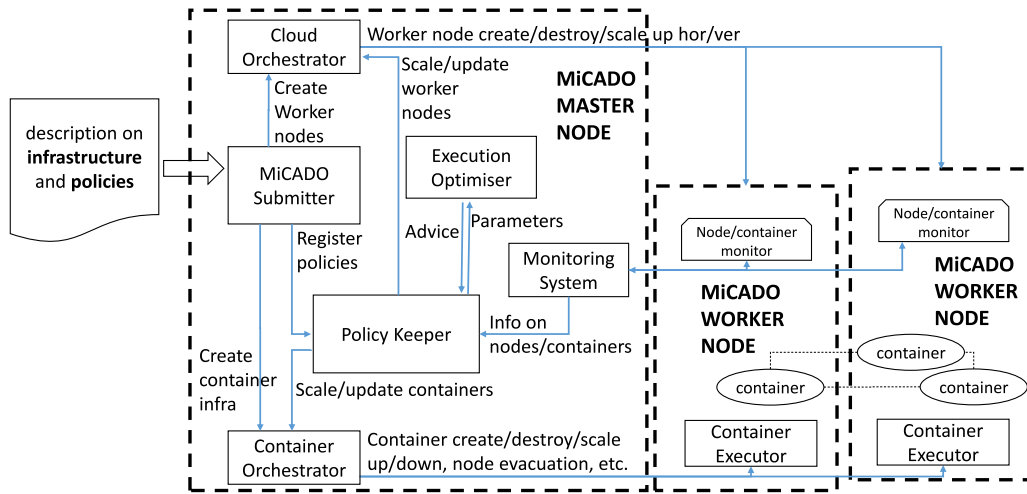 description on
infrastructure
and policies
Cloud
Orchestrator
Worker node create/destroy/scale up hor/ver
Create
Worker
nodes
Scale/update
worker
nodes
MiCADO
MASTER
NODE
MiCADO
Submitter
Execution
Optimiser
Advice
Parameters
Register
policies
Monitoring
System
Policy Keeper
Info on
nodes/containers
Create
container
infra
Scale/update containers
Container
Orchestrator
Container create/destroy/scale
up/down, node evacuation, etc.
Node/container
monitor
MiCADO
WORKER
NODE
container
Container
Executor
Node/container
monitor
MiCADO
WORKER
NODE
container
container
Container
Executor